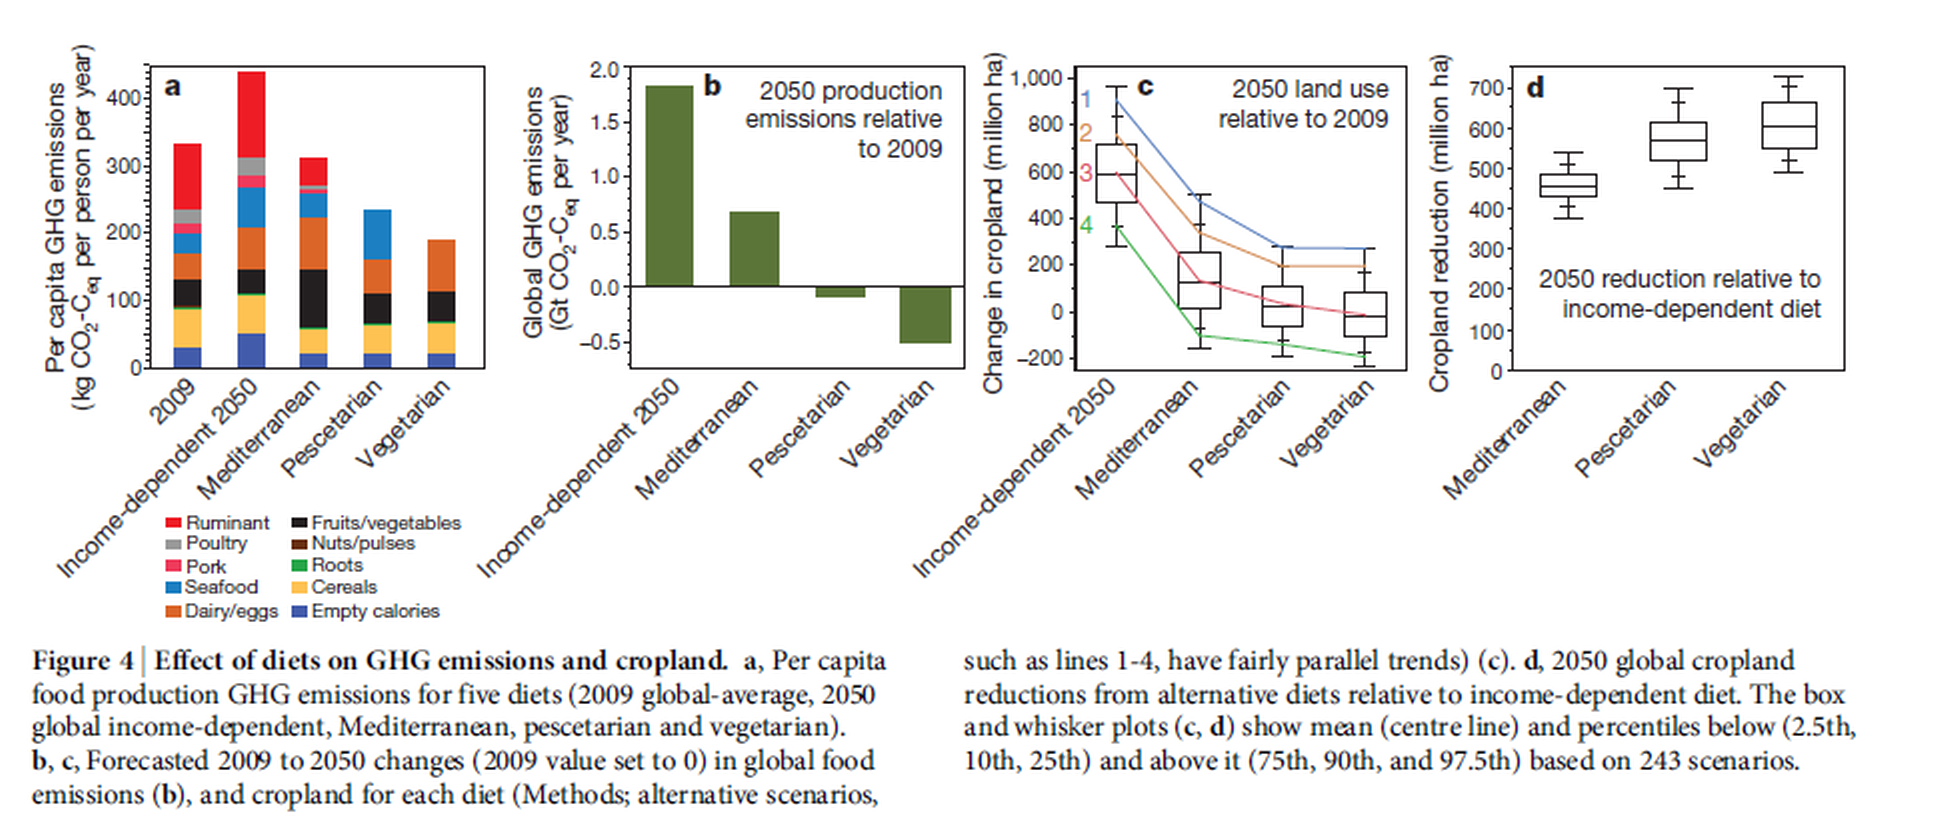 Per capita GHG emissions
(kg CO2-Ceq per person per year)
400
300
200
100
0
a
2009
Income-dependent 2050
Mediterranean
Pescetarian
Vegetarian
Ruminant
Poultry
Pork
Seafood
Dairy/eggs
Fruits/vegetables
Nuts/pulses
Roots
Cereals
Empty calories
Global GHG emissions
(Gt CO2-Ceq per year)
2.0
1.5
1.0
0.5
0.0
−0.5
b
2050 production
emissions relative
to 2009
Income-dependent 2050
Mediterranean
Pescetarian
Vegetarian
Change in cropland (million ha)
1,000
800
600
400
200
0
−200
1
2
3
4
c
2050 land use
relative to 2009
Income-dependent 2050
Mediterranean
Pescetarian
Vegetarian
Cropland reduction (million ha)
700
600
500
400
300
200
100
0
d
2050 reduction relative to
income-dependent diet
Mediterranean
Pescetarian
Vegetarian
Figure 4 | Effect of diets on GHG emissions and cropland. a, Per capita
food production GHG emissions for five diets (2009 global-average, 2050
global income-dependent, Mediterranean, pescetarian and vegetarian).
b, c, Forecasted 2009 to 2050 changes (2009 value set to 0) in global food
emissions (b), and cropland for each diet (Methods; alternative scenarios,
such as lines 1-4, have fairly parallel trends) (c). d, 2050 global cropland
reductions from alternative diets relative to income-dependent diet. The box
and whisker plots (c, d) show mean (centre line) and percentiles below (2.5th,
10th, 25th) and above it (75th, 90th, and 97.5th) based on 243 scenarios.